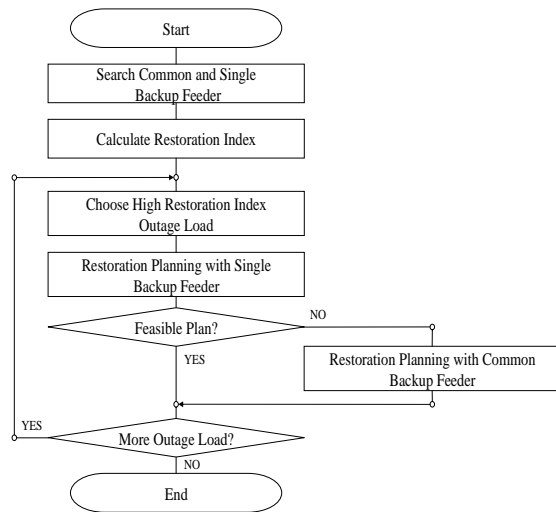 Start
Search Common and Single
Backup Feeder
Calculate Restoration Index
Choose High Restoration Index
Outage Load
Restoration Planning with Single
Backup Feeder
Feasible Plan?
NO
YES
Restoration Planning with Common
Backup Feeder
YES
More Outage Load?
NO
End